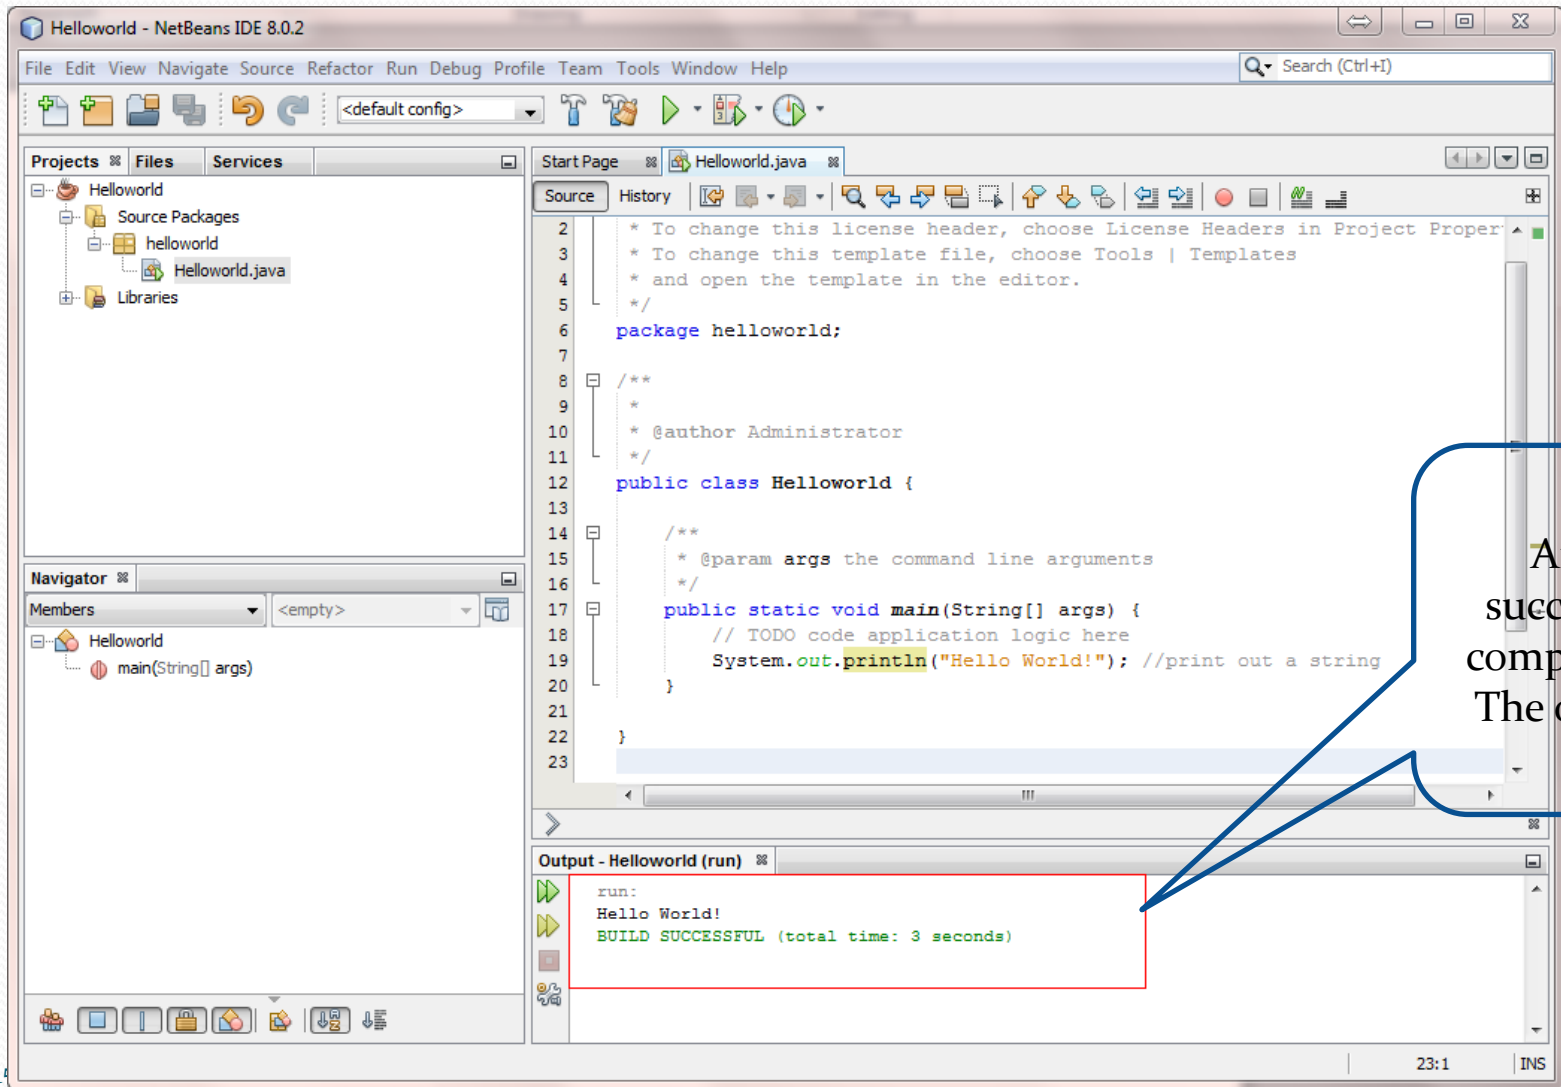 Helloworld - NetBeans IDE 8.0.2
File Edit View Navigate Source Refactor Run Debug Profile Team Tools Window Help
Search (Ctrl+I)
<default config>
Projects Files Services
Helloworld
Source Packages
helloworld
Helloworld.java
Libraries
Navigator
Members <empty>
Helloworld
main(String[] args)
Start Page Helloworld.java
Source History
2 * To change this license header, choose License Headers in Project Proper
3 * To change this template file, choose Tools | Templates
4 * and open the template in the editor.
5 */
6 package helloworld;
7
8 /**
9 *
10 * @author Administrator
11 */
12 public class Helloworld {
13
14 /**
15 * @param args the command line arguments
16 */
17 public static void main(String[] args) {
18 // TODO code application logic here
19 System.out.println("Hello World!"); //print out a string
20 }
21
22 }
23
Output - Helloworld (run)
run:
Hello World!
BUILD SUCCESSFUL (total time: 3 seconds)
23:1 INS
A
succ
comp
The